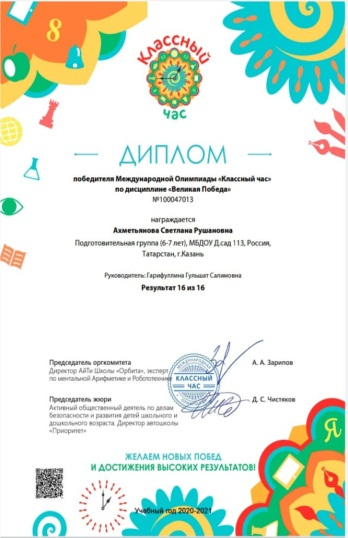 8
Классный
час
ДИПЛОМ
победителя Международной Олимпиады «Классный час»
по дисциплине «Великая Победа»
№100047013
награждается
Ахметьянова Светлана Рушановна
Подготовительная группа (6-7 лет), МБДОУ Д.сад 113, Россия,
Татарстан, г.Казань
Руководитель: Гарифуллина Гульшат Салимовна
Результат 16 из 16
Председатель оргкомитета
Директор АйТи Школы «Орбита», эксперт
по ментальной Арифметике и Робототехнике
А. А. Зарипов
КЛАССНЫЙ
ЧАС
Председатель жюри
Активный общественный деятель по делам
безопасности и развития детей школьного и
дошкольного возраста. Директор автошколы
«Приоритет»
Д. С. Чистяков
Я
ЖЕЛАЕМ НОВЫХ ПОБЕД
И ДОСТИЖЕНИЯ ВЫСОКИХ РЕЗУЛЬТАТОВ!
Учебный год 2020-2021